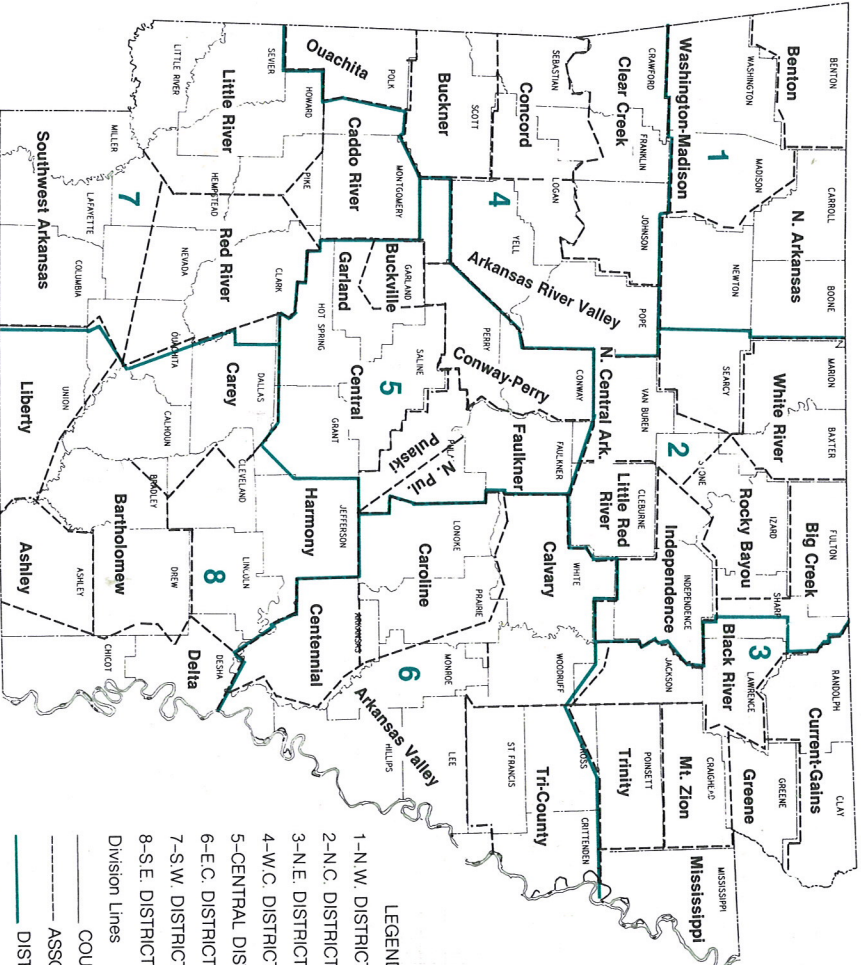 BENTON
Benton
WASHINGTON
Washington-Madison
1
MADISON
CARROLL
N. Arkansas
BOONE
NEWTON
MARION
BAXTER
White River
SEARCY
2
VAN BUREN
N. Central Ark.
FULTON
Big Creek
IZARD
Rocky Bayou
SHARP
INDEPENDENCE
Independence
CLEBURNE
Little Red
River
RANDOLPH
CLAY
Current-Gains
3
LAWRENCE
Black River
GREENE
Greene
CRAIGHEAD
Mt. Zion
MISSISSIPPI
Mississippi
JACKSON
POINSETT
Trinity
CRAWFORD
Clear Creek
FRANKLIN
JOHNSON
POPE
SEBASTIAN
Concord
LOGAN
4
YELL
Arkansas River Valley
SCOTT
Buckner
POLK
Ouachita
MONTGOMERY
Caddo River
PERRY
Conway-Perry
CONWAY
FAULKNER
Faulkner
N. Pul.
Pulaski
GARLAND
Buckville
Garland
SALINE
5
Central
HOT SPRING
GRANT
WHITE
Calvary
WOODRUFF
CROSS
CRITTENDEN
Tri-County
ST FRANCIS
LONOKE
Caroline
PRAIRIE
MONROE
6
LEE
Arkansas Valley
HILLIPS
ARKANSAS
Centennial
JEFFERSON
Harmony
SEVIER
HOWARD
PIKE
Little River
LITTLE RIVER
HEMPSTEAD
CLARK
Red River
NEVADA
7
MILLER
LAFAYETTE
COLUMBIA
Southwest Arkansas
OUACHITA
DALLAS
Carey
CALHOUN
UNION
Liberty
CLEVELAND
LINCOLN
8
BRADLEY
DREW
Bartholomew
DESHA
Delta
ASHLEY
Ashley
CHICOT
LEGEND
1-N.W. DISTRICT
2-N.C. DISTRICT
3-N.E. DISTRICT
4-W.C. DISTRICT
5-CENTRAL DIS
6-E.C. DISTRICT
7-S.W. DISTRICT
8-S.E. DISTRICT
Division Lines
COU
ASSO
DIST